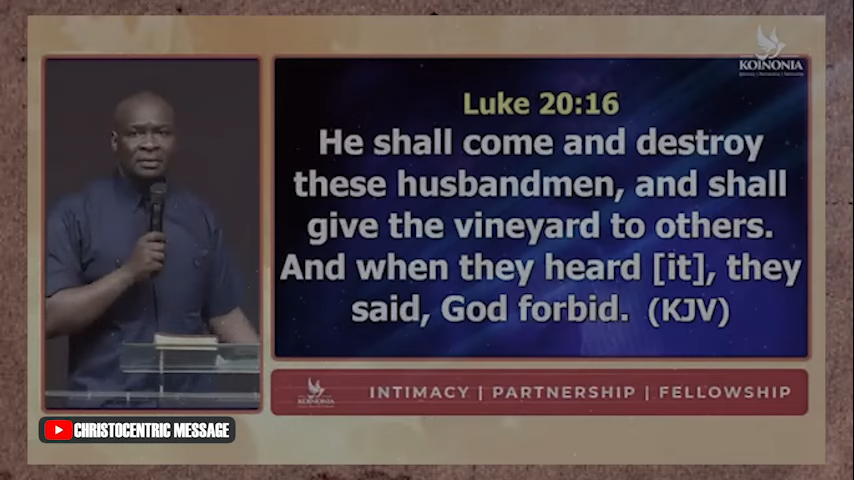 KOINONIA
Luke 20:16
He shall come and destroy
these husbandmen, and shall
give the vineyard to others.
And when they heard [it], they
said, God forbid. (KJV)
KOINONIA
INTIMACY | PARTNERSHIP | FELLOWSHIP
CHRISTOCENTRIC MESSAGE